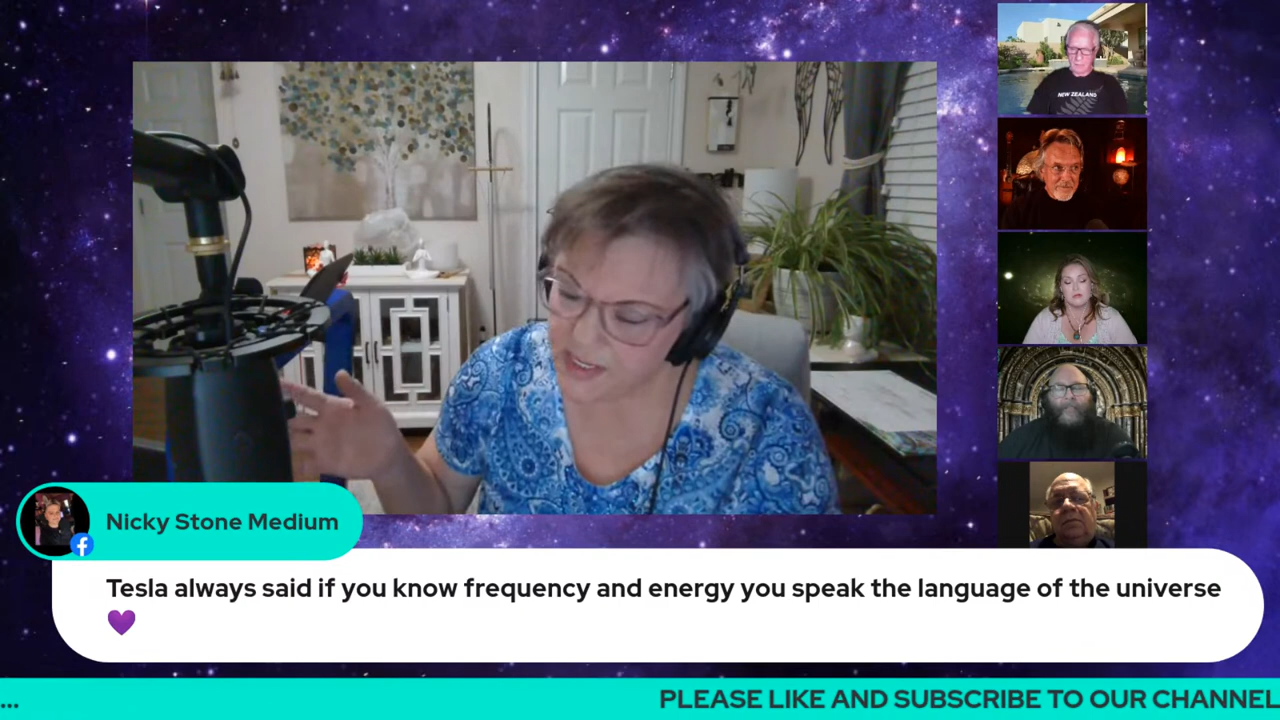 NEW ZEALAND
Nicky Stone Medium
Tesla always said if you know frequency and energy you speak the language of the universe
💜
... PLEASE LIKE AND SUBSCRIBE TO OUR CHANNEL